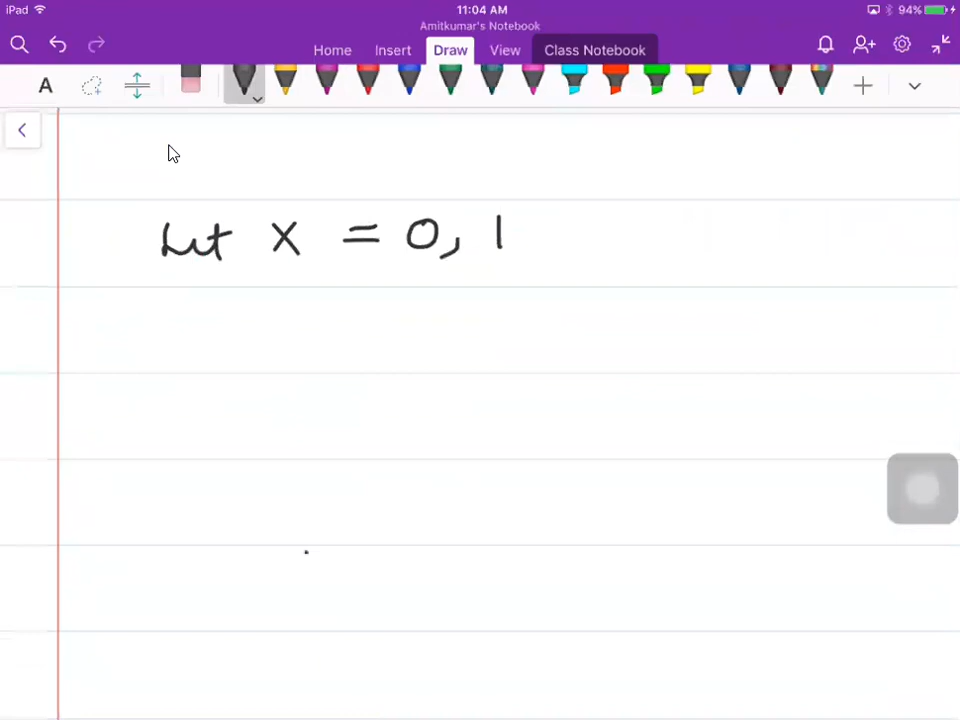 iPad 11:04 AM 94%
Amitkumar's Notebook
Home Insert Draw View Class Notebook
A
Let X = 0, 1